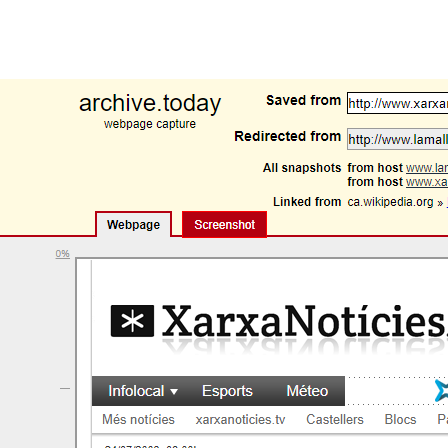 archive.today
webpage capture
Saved from http://www.xarxa
Redirected from http://www.lamal
All snapshots from host www.la
from host www.xa
Linked from ca.wikipedia.org »
Webpage Screenshot
0%
XarxaNotícies
Infolocal Esports Méteo
Més notícies xarxanoticies.tv Castellers Blocs